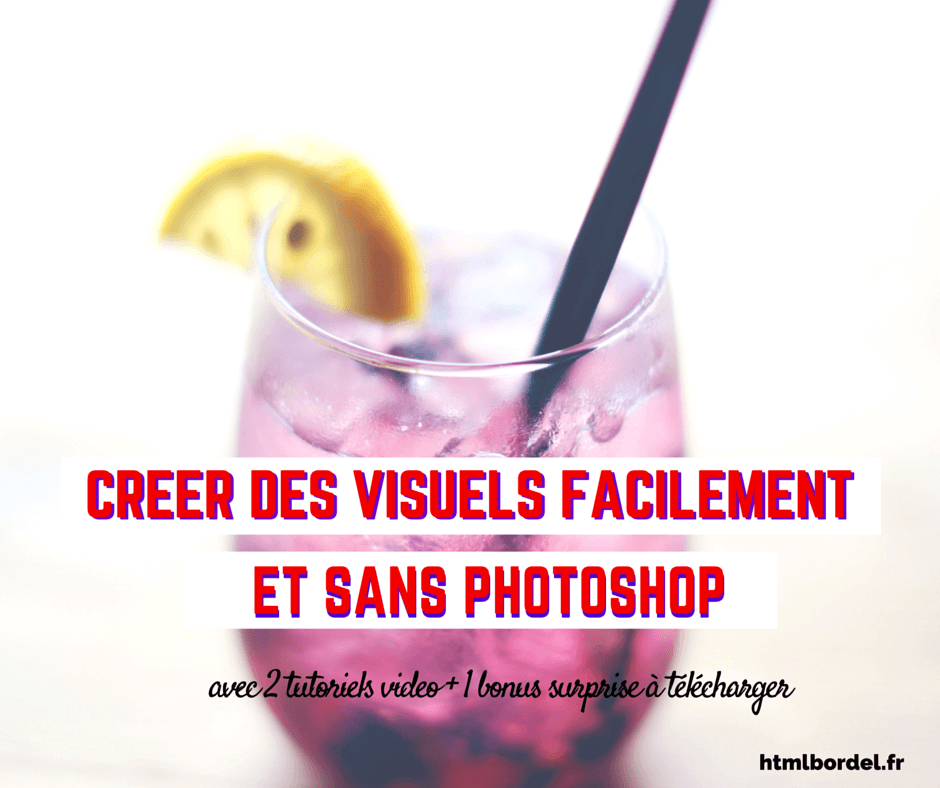 CREER DES VISUELS FACILEMENT
ET SANS PHOTOSHOP
avec 2 tutoriels video + 1 bonus surprise à télécharger
htmlbordel.fr